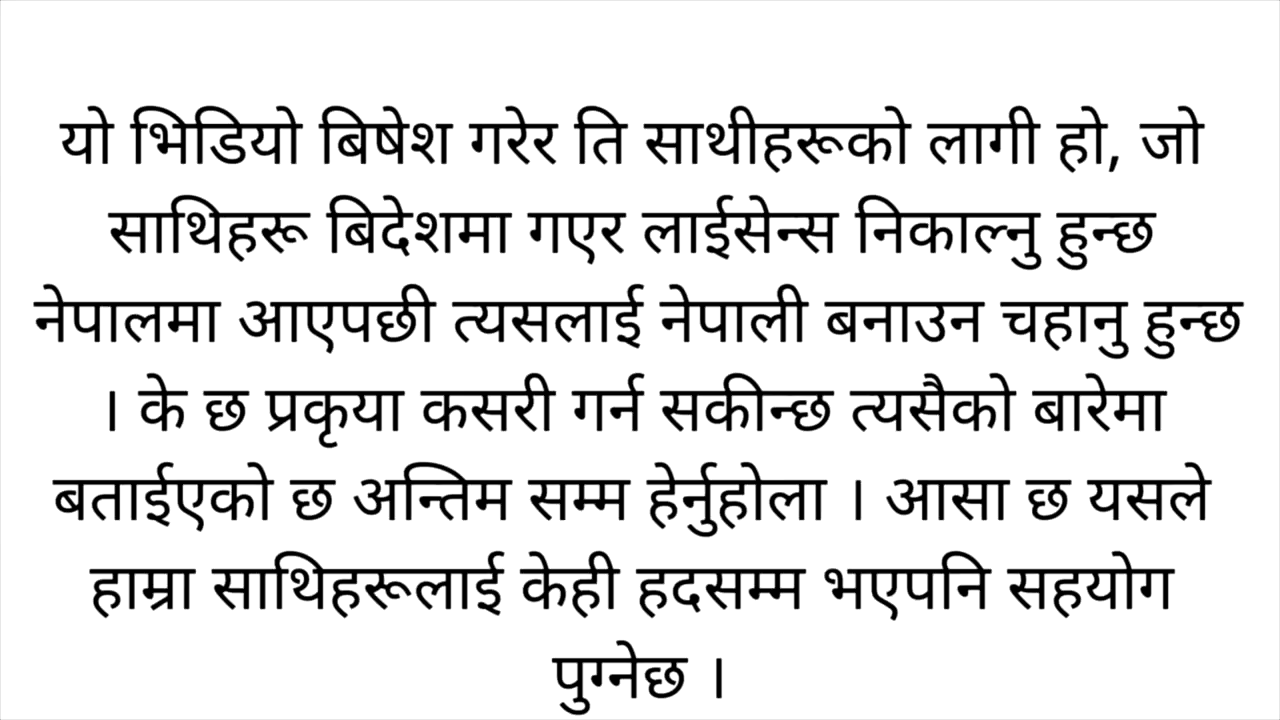 यो भिडियो बिषेश गरेर ति साथीहरूको लागी हो, जो
साथिहरू बिदेशमा गएर लाईसेन्स निकाल्नु हुन्छ
नेपालमा आएपछी त्यसलाई नेपाली बनाउन चहानु हुन्छ
। के छ प्रकृया कसरी गर्न सकीन्छ त्यसैको बारेमा
बताईएको छ अन्तिम सम्म हेर्नुहोला । आसा छ यसले
हाम्रा साथिहरूलाई केही हदसम्म भएपनि सहयोग
पुग्नेछ ।